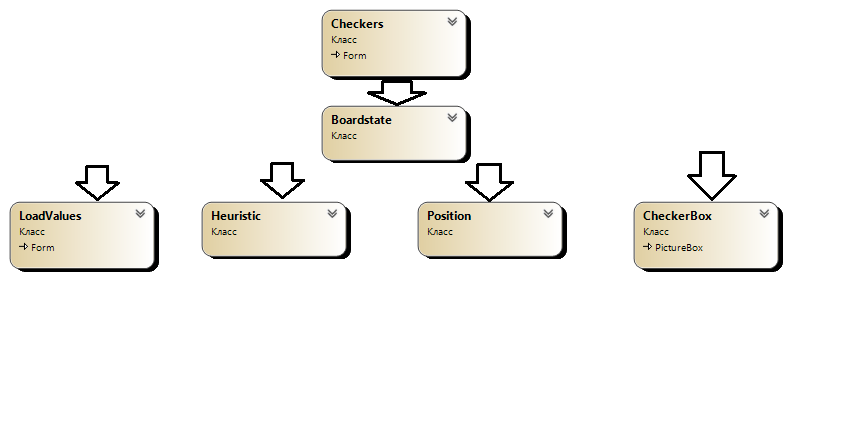 Checkers
Класс
Form
Boardstate
Класс
LoadValues
Класс
Form
Heuristic
Класс
Position
Класс
CheckerBox
Класс
PictureBox